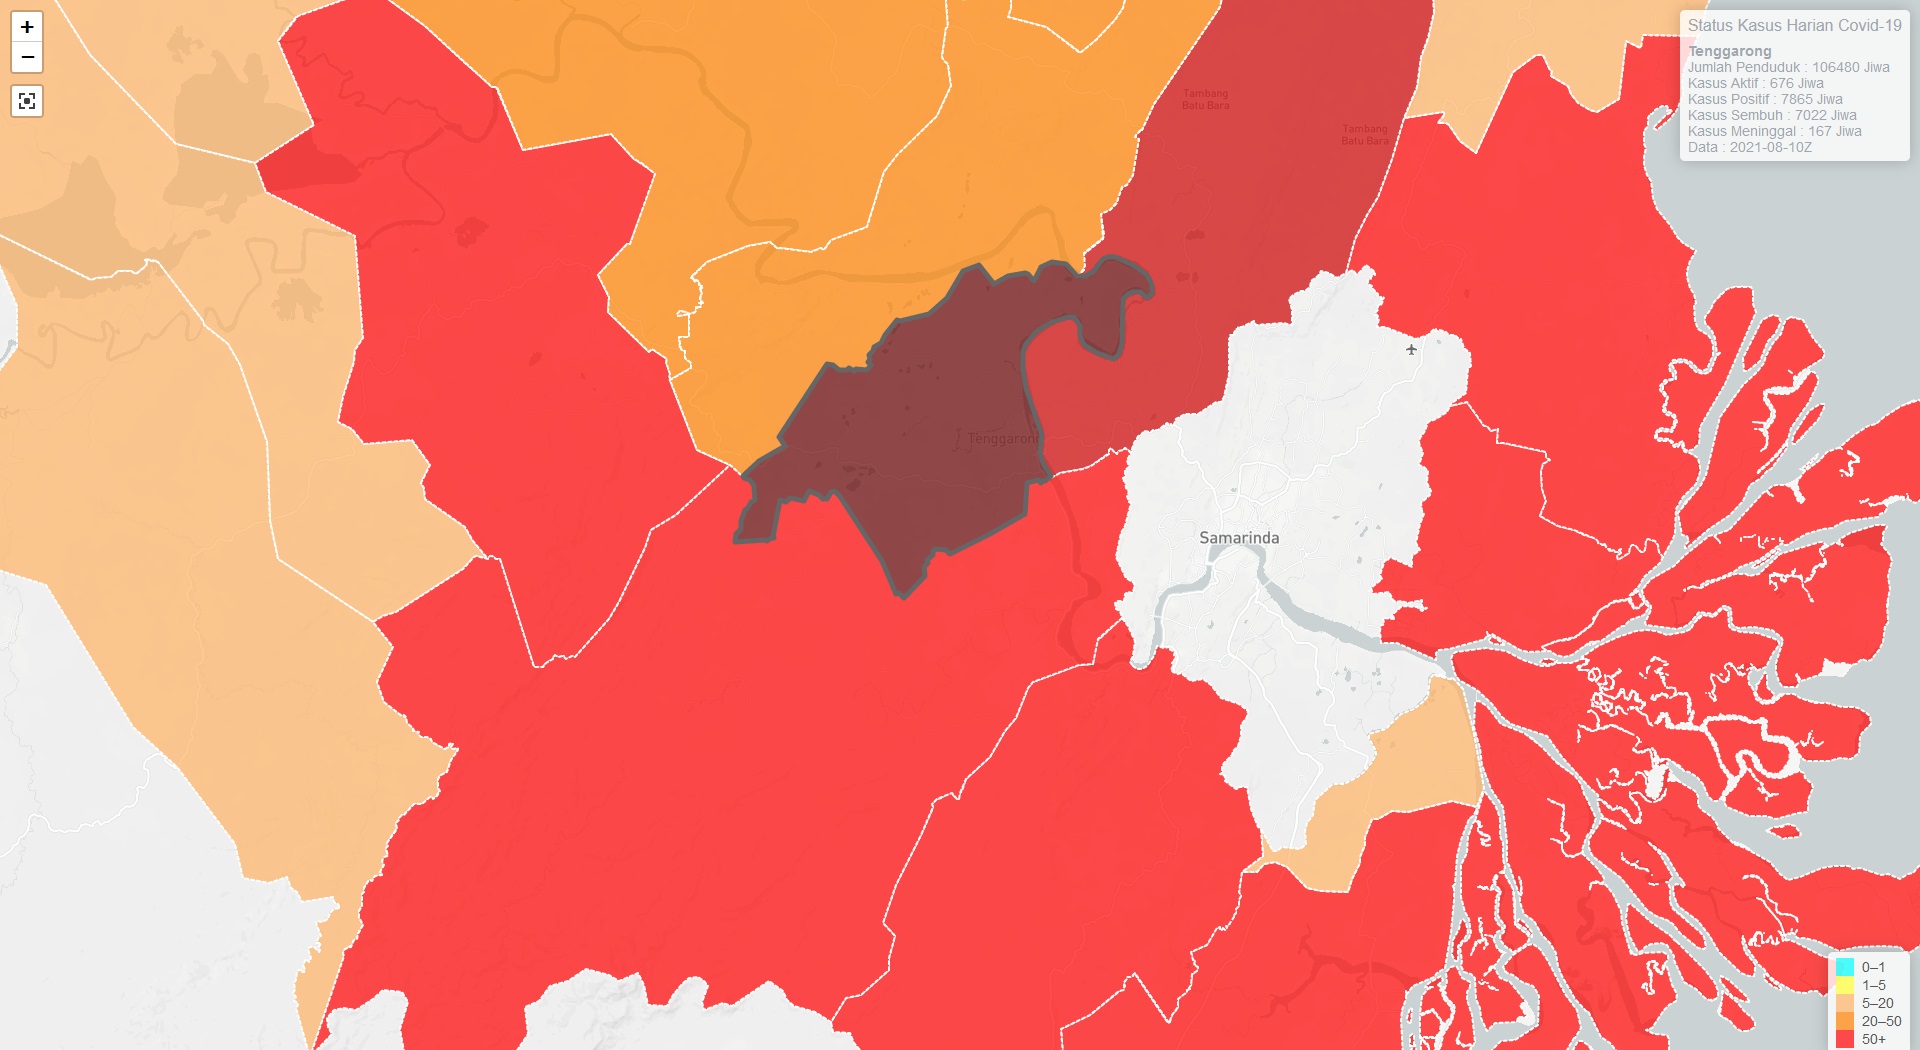 +
−
Status Kasus Harian Covid-19
Tenggarong
Jumlah Penduduk : 106480 Jiwa
Kasus Aktif : 676 Jiwa
Kasus Positif : 7865 Jiwa
Kasus Sembuh : 7022 Jiwa
Kasus Meninggal : 167 Jiwa
Data : 2021-08-10Z
Tambang
Batu Bara
Tambang
Batu Bara
Tenggarong
Samarinda
0–1
1–5
5–20
20–50
50+